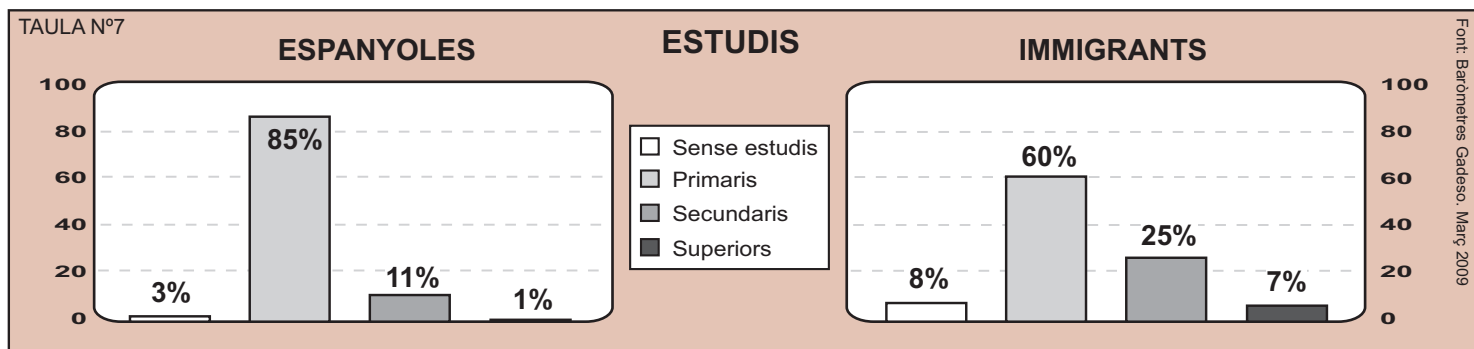 TAULA Nº7
ESTUDIS
ESPANYOLES
100
80
60
40
20
0
3%
85%
11%
1%
Sense estudis
Primaris
Secundaris
Superiors
IMMIGRANTS
8%
60%
25%
7%
100
80
60
40
20
0
Font: Baròmetres Gadeso. Març 2009